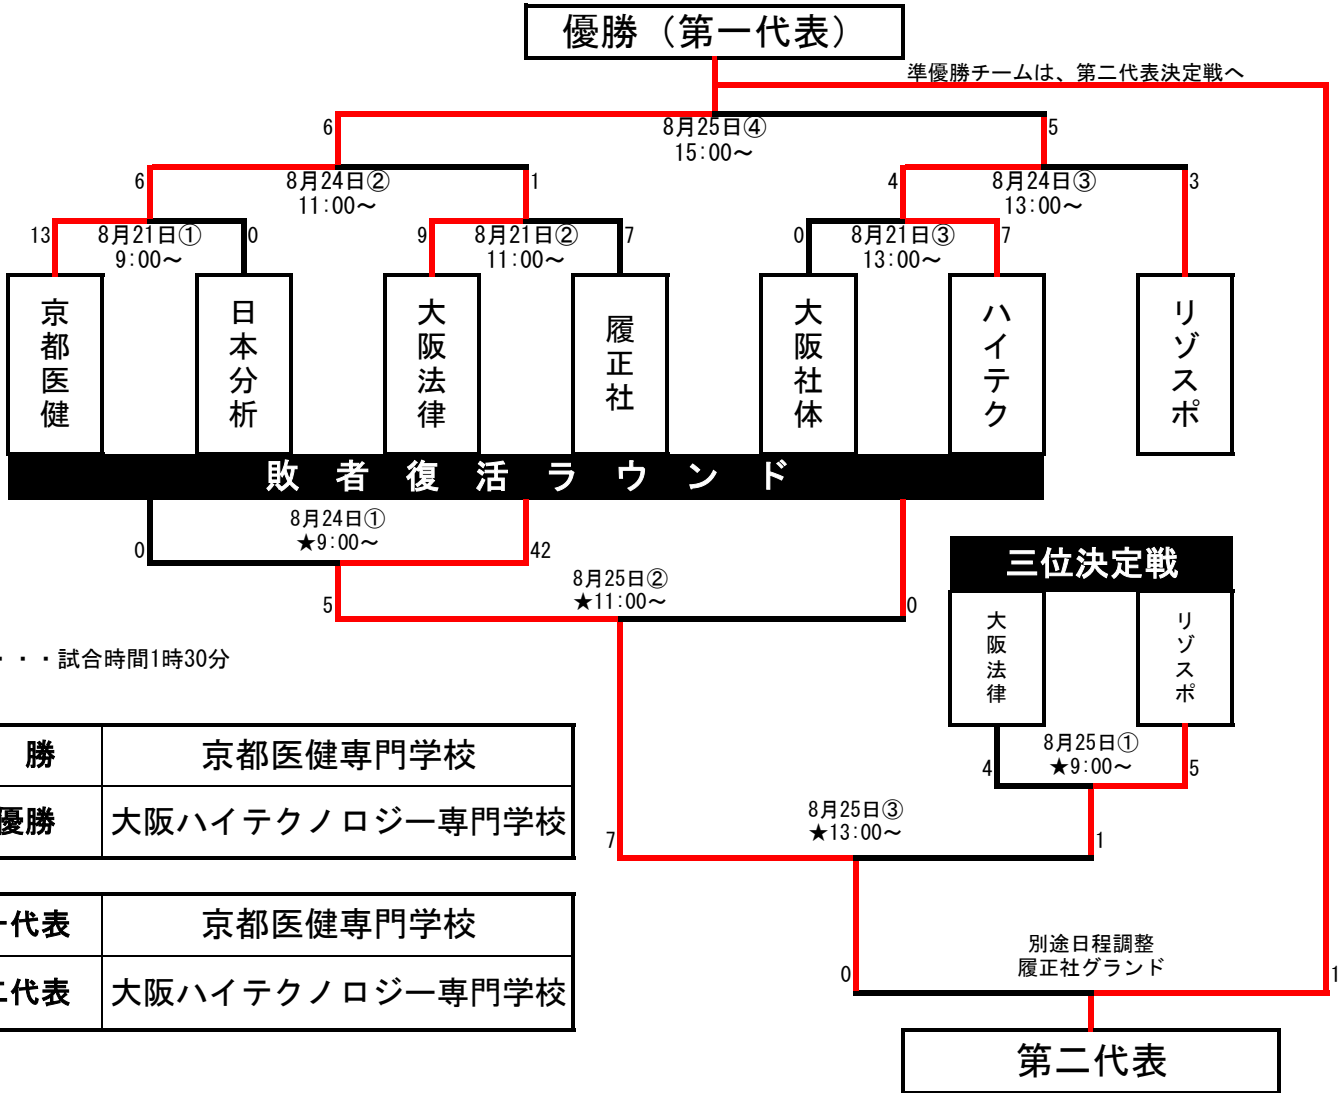 優勝（第一代表）
準優勝チームは、第二代表決定戦へ
6
8月25日④
15:00～
5
6
8月24日②
11:00～
1
4
8月24日③
13:00～
3
13
8月21日①
9:00～
0
9
8月21日②
11:00～
7
0
8月21日③
13:00～
7
京都医健
日本分析
大阪法律
履正社
大阪社体
ハイテク
リゾスポ
敗者復活ラウンド
8月24日①
★9:00～
0
42
8月25日②
★11:00～
5
0
三位決定戦
大阪法律
リゾスポ
・・・試合時間1時30分
8月25日①
★9:00～
4
5
勝 京都医健専門学校
優勝 大阪ハイテクノロジー専門学校
8月25日③
★13:00～
7
1
一代表 京都医健専門学校
二代表 大阪ハイテクノロジー専門学校
別途日程調整
履正社グランド
0
1
第二代表